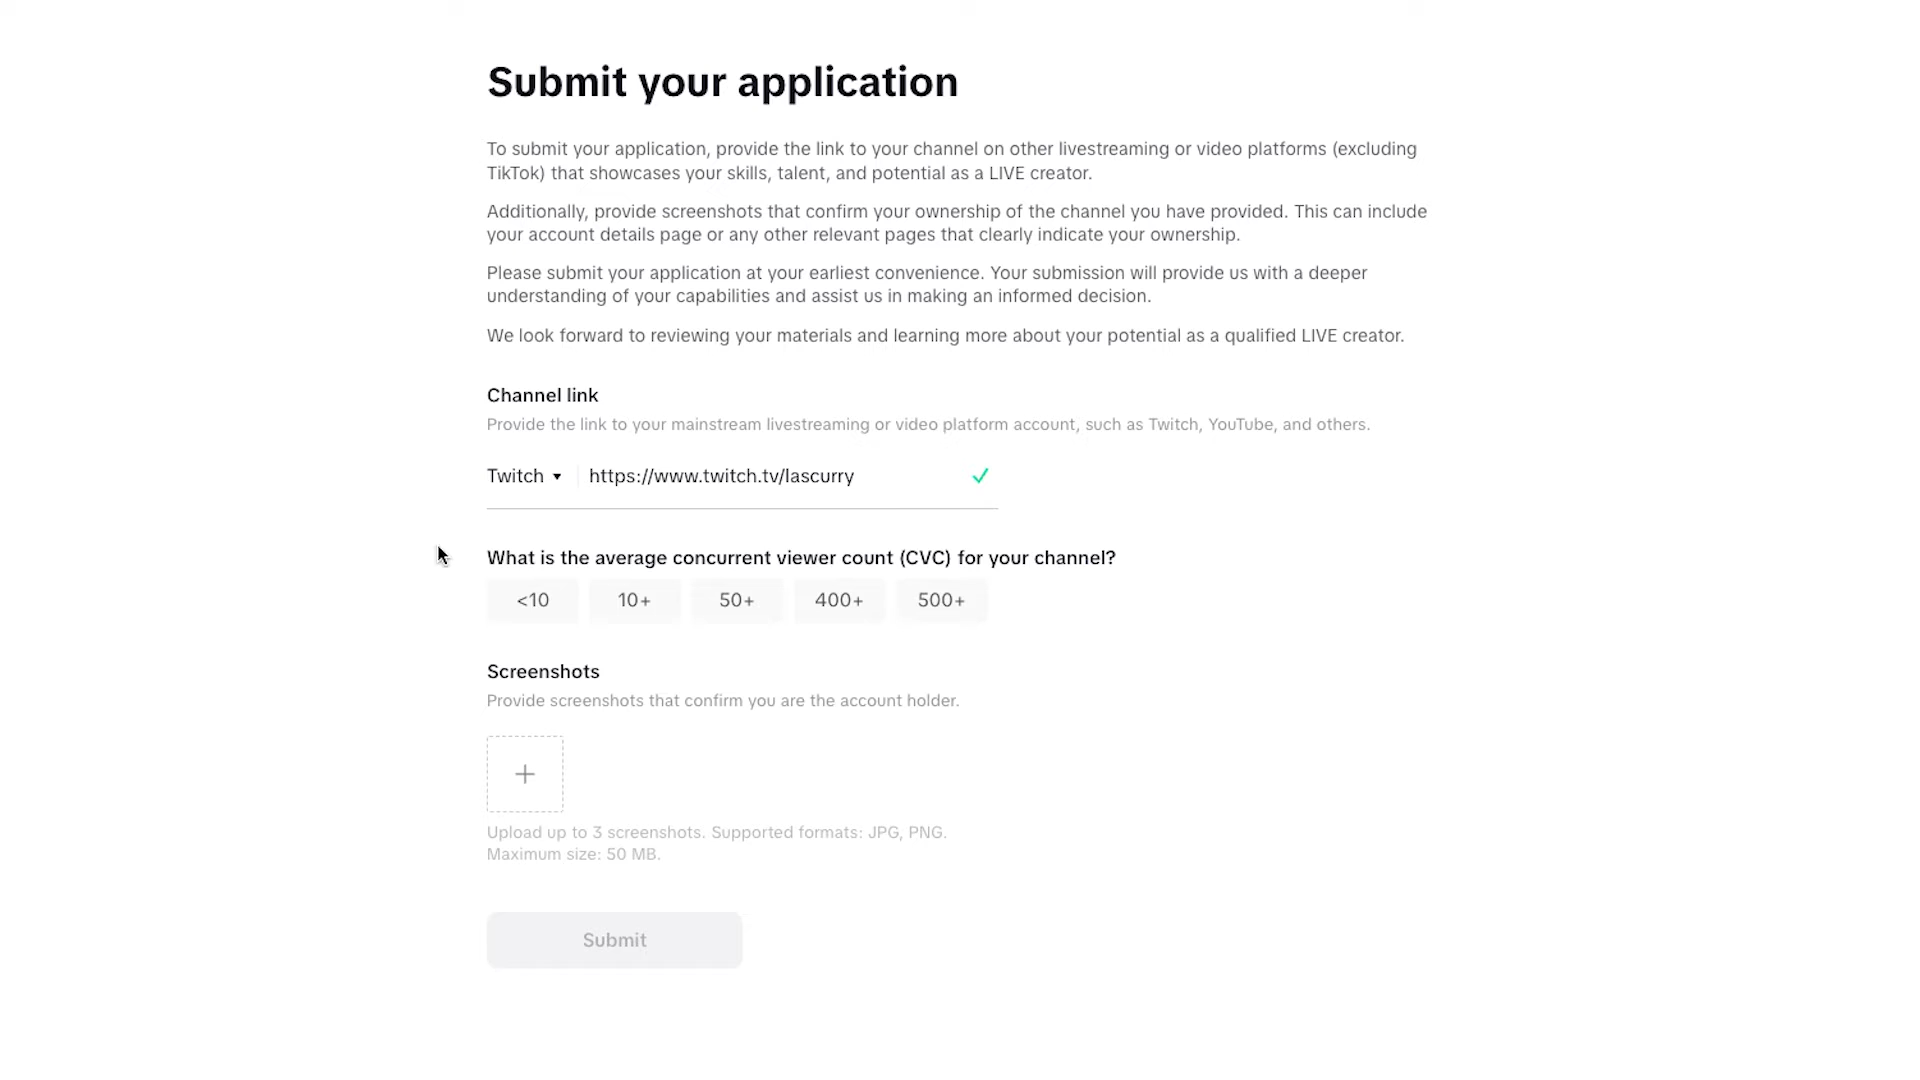 Submit your application
To submit your application, provide the link to your channel on other livestreaming or video platforms (excluding
TikTok) that showcases your skills, talent, and potential as a LIVE creator.
Additionally, provide screenshots that confirm your ownership of the channel you have provided. This can include
your account details page or any other relevant pages that clearly indicate your ownership.
Please submit your application at your earliest convenience. Your submission will provide us with a deeper
understanding of your capabilities and assist us in making an informed decision.
We look forward to reviewing your materials and learning more about your potential as a qualified LIVE creator.
Channel link
Provide the link to your mainstream livestreaming or video platform account, such as Twitch, YouTube, and others.
Twitch https://www.twitch.tv/lascurry
What is the average concurrent viewer count (CVC) for your channel?
<10 10+ 50+ 400+ 500+
Screenshots
Provide screenshots that confirm you are the account holder.
Upload up to 3 screenshots. Supported formats: JPG, PNG.
Maximum size: 50 MB.
Submit